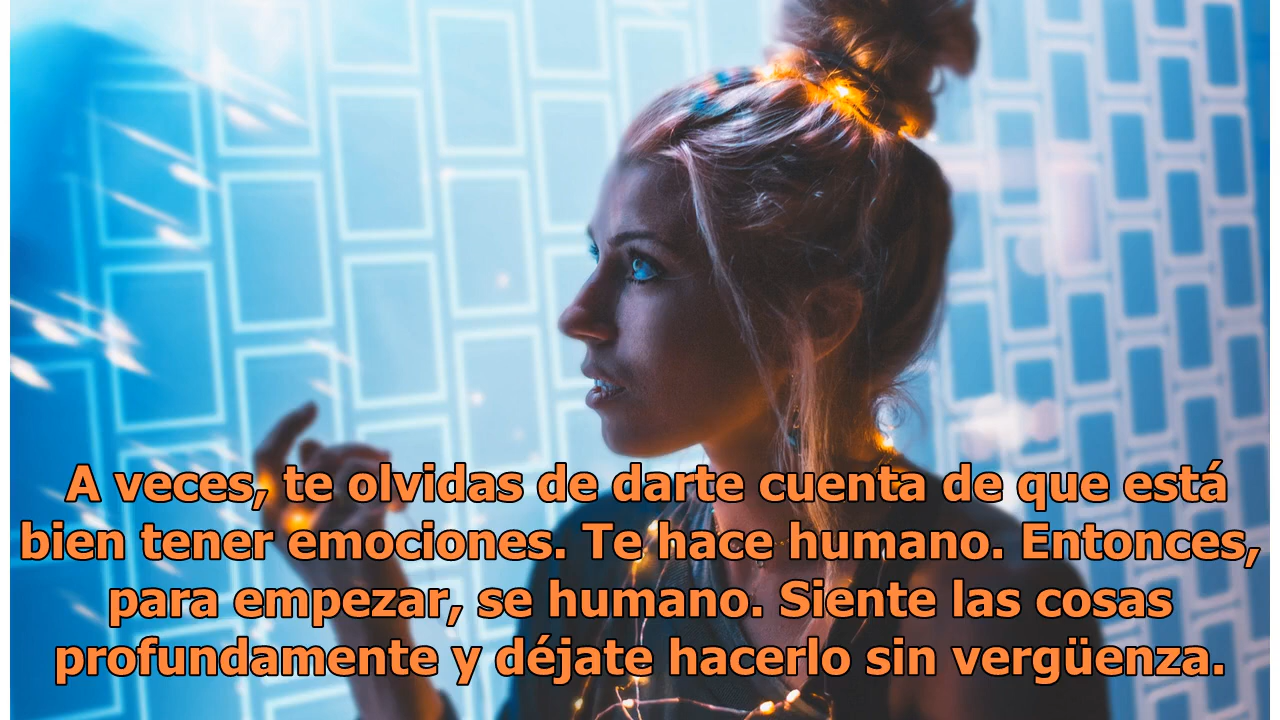 A veces, te olvidas de darte cuenta de que está
bien tener emociones. Te hace humano. Entonces,
para empezar, se humano. Siente las cosas
profundamente y déjate hacerlo sin vergüenza.